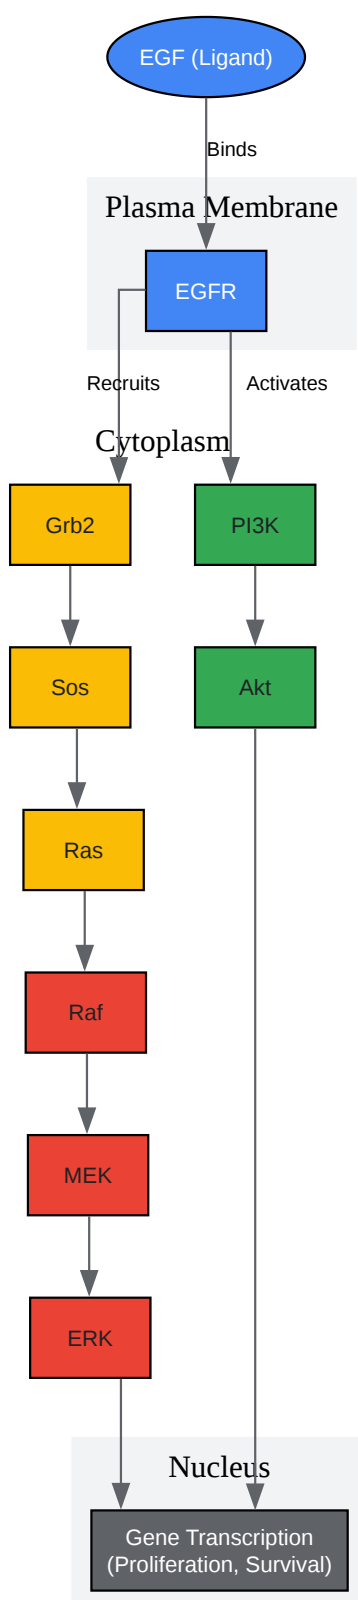 EGF (Ligand)
Binds
Plasma Membrane
EGFR
Recruits
Activates
Cytoplasm
Grb2
PI3K
Sos
Akt
Ras
Raf
MEK
ERK
Nucleus
Gene Transcription
(Proliferation, Survival)